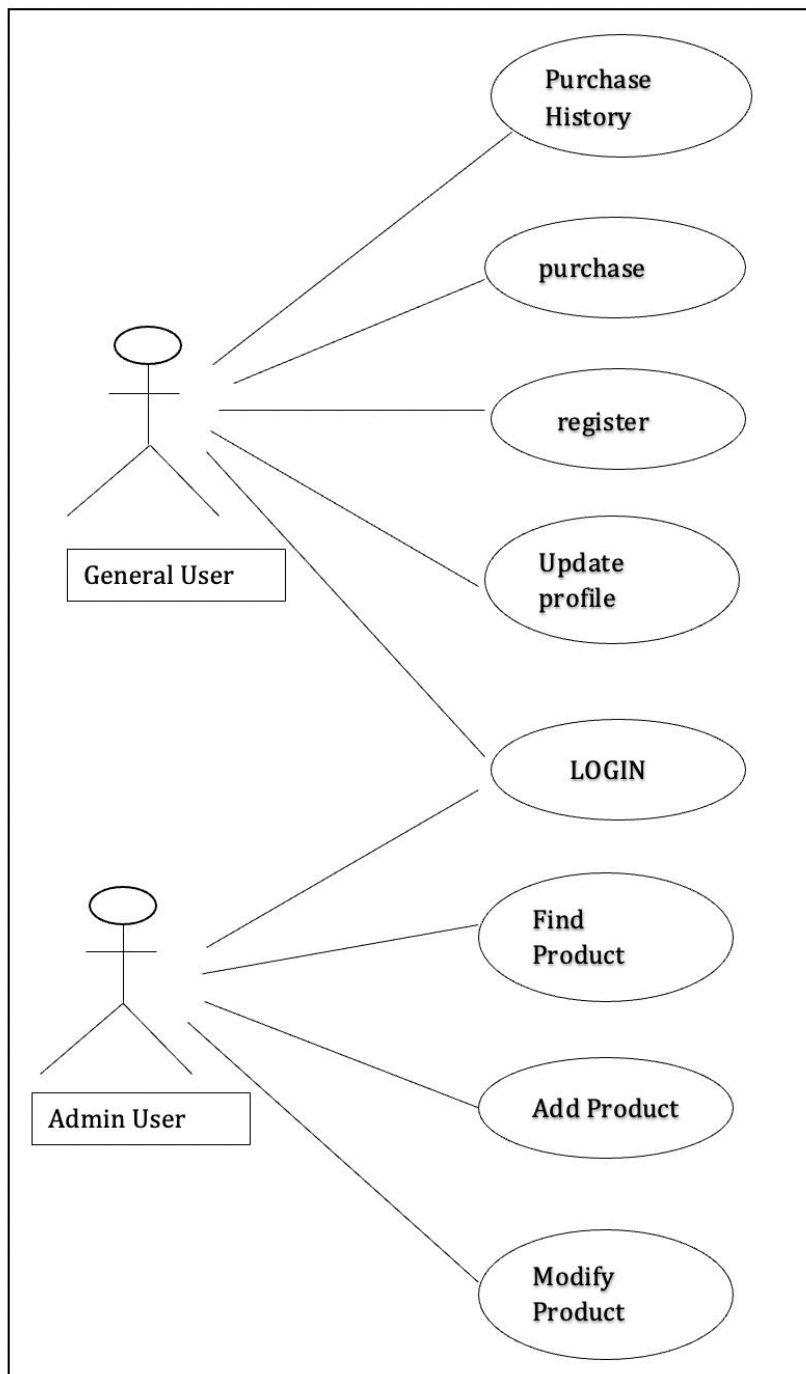 Purchase
History
purchase
register
General User
Update
profile
LOGIN
Find
Product
Admin User
Add Product
Modify
Product